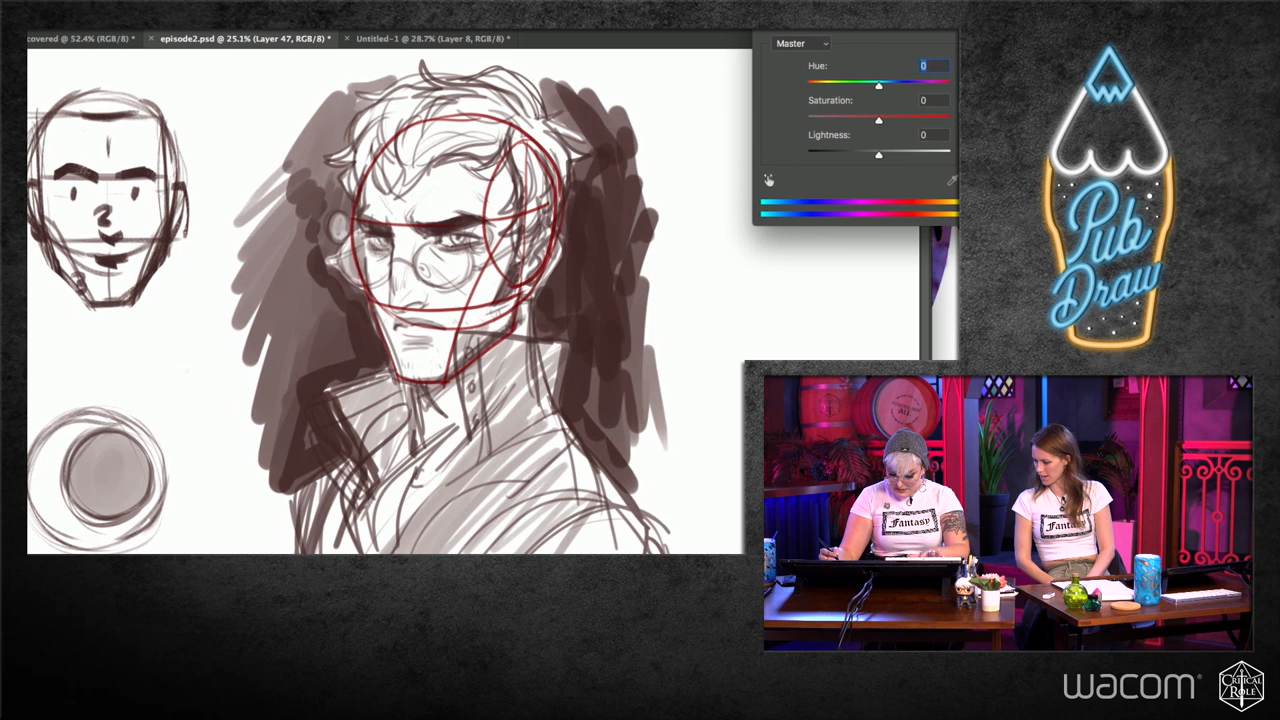 covered @ 52.4% (RGB/8) *
× episode2.psd @ 25.1% (Layer 47, RGB/8) *
× Untitled-1 @ 28.7% (Layer 8, RGB/8) *
Master
Hue: 0
Saturation: 0
Lightness: 0
Pub
Draw
ALE
Fantasy
Fantasy
wacom®
CRITICAL
ROLE